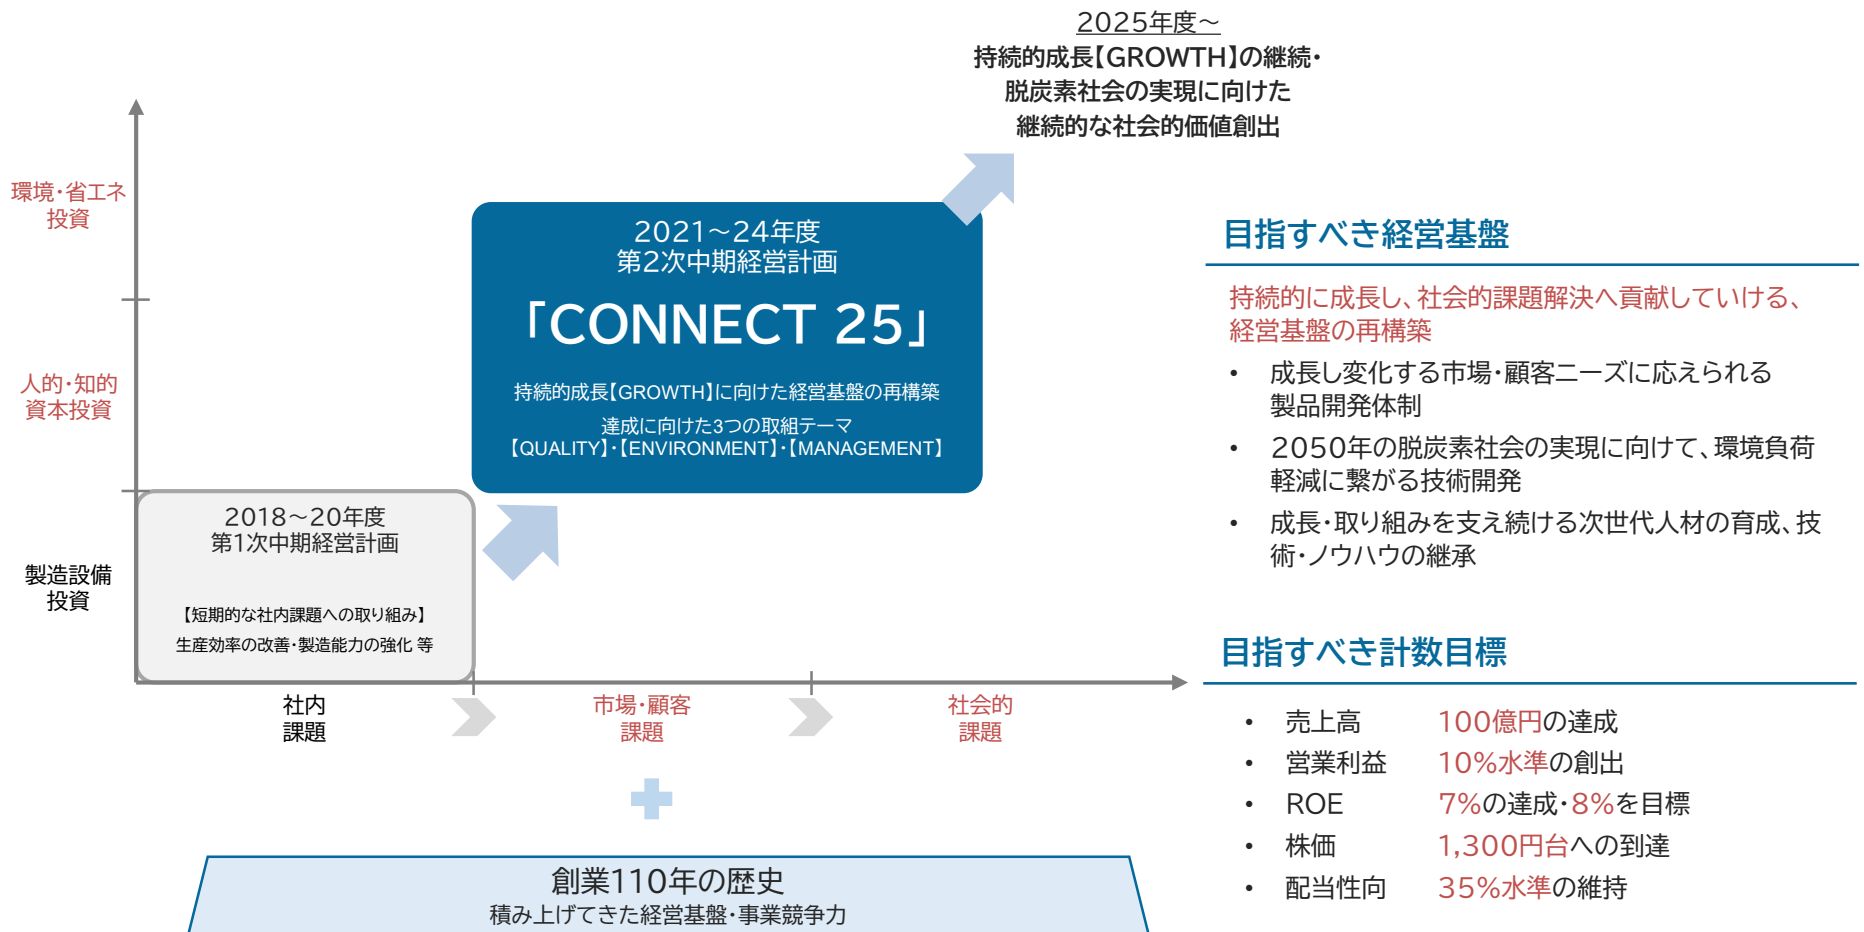 2025年度～
持続的成長【GROWTH】の継続・
脱炭素社会の実現に向けた
継続的な社会的価値創出
環境・省エネ
投資
人的・知的
資本投資
製造設備
投資
2021～24年度
第2次中期経営計画
「CONNECT 25」
持続的成長【GROWTH】に向けた経営基盤の再構築
達成に向けた3つの取組テーマ
【QUALITY】・【ENVIRONMENT】・【MANAGEMENT】
2018～20年度
第1次中期経営計画
【短期的な社内課題への取り組み】
生産効率の改善・製造能力の強化 等
社内
課題
市場・顧客
課題
社会的
課題
創業110年の歴史
積み上げてきた経営基盤・事業競争力
目指すべき経営基盤
持続的に成長し、社会的課題解決へ貢献していける、
経営基盤の再構築
• 成長し変化する市場・顧客ニーズに応えられる
製品開発体制
• 2050年の脱炭素社会の実現に向けて、環境負荷
軽減に繋がる技術開発
• 成長・取り組みを支え続ける次世代人材の育成、技
術・ノウハウの継承
目指すべき計数目標
• 売上高 100億円の達成
• 営業利益 10%水準の創出
• ROE 7%の達成・8%を目標
• 株価 1,300円台への到達
• 配当性向 35%水準の維持